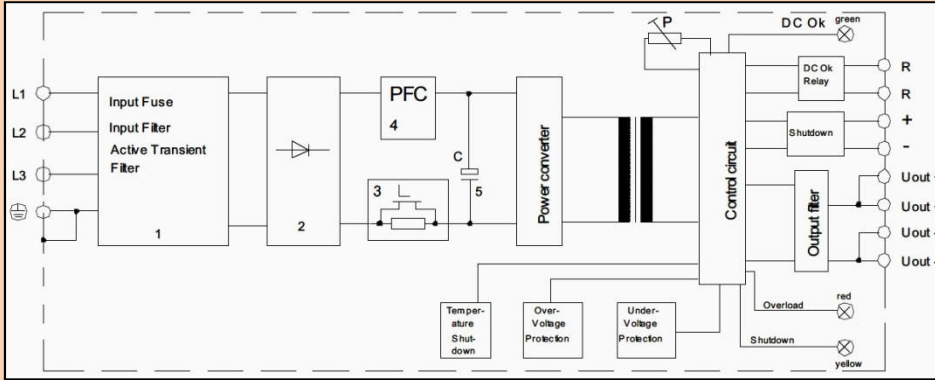 P
DC Ok
green
L1
L2
L3
Input Fuse
Input Filter
Active Transient
Filter
1
2
PFC
4
3
C
5
Power converter
Control circuit
DC Ok
Relay
R
R
Shutdown
+
-
Output filter
Uout
Uout
Uout
Uout
Temper-
ature
Shut-
down
Over-
Voltage
Protection
Under-
Voltage
Protection
Overload
red
Shutdown
yellow